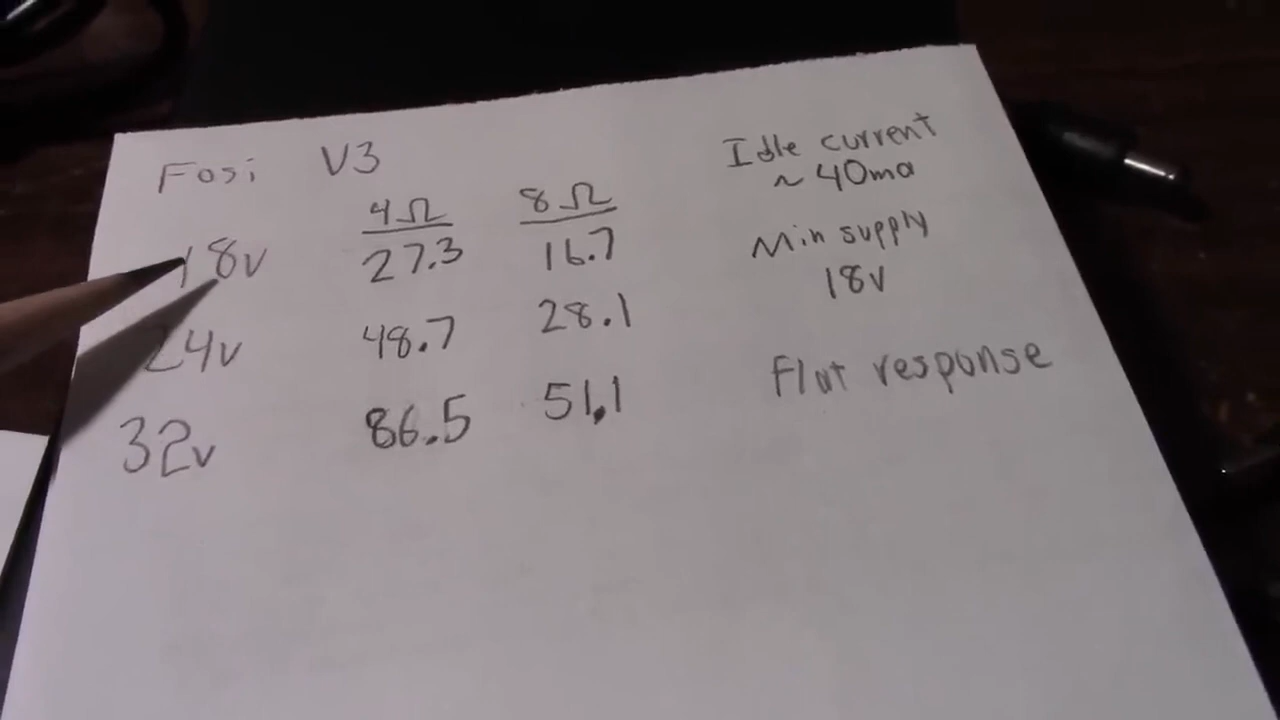 Fosi V3
4Ω 8Ω
18v 27.3 16.7
24v 48.7 28.1
32v 86.5 51.1
Idle current
~ 40ma
Min supply
18v
Flat response